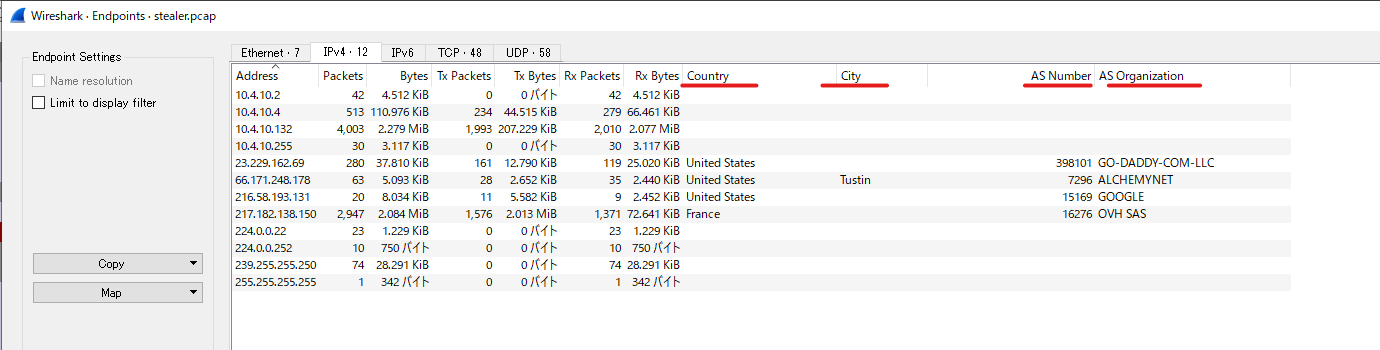 Wireshark · Endpoints · stealer.pcap
Endpoint Settings
Name resolution
Limit to display filter
Copy
Map
Ethernet · 7 IPv4 · 12 IPv6 TCP · 48 UDP · 58
Address Packets Bytes Tx Packets Tx Bytes Rx Packets Rx Bytes Country City AS Number AS Organization
10.4.10.2 42 4.512 KiB 0 0 バイト 42 4.512 KiB
10.4.10.4 513 110.976 KiB 234 44.515 KiB 279 66.461 KiB
10.4.10.132 4,003 2.279 MiB 1,993 207.229 KiB 2,010 2.077 MiB
10.4.10.255 30 3.117 KiB 0 0 バイト 30 3.117 KiB
23.229.162.69 280 37.810 KiB 161 12.790 KiB 119 25.020 KiB United States 398101 GO-DADDY-COM-LLC
66.171.248.178 63 5.093 KiB 28 2.652 KiB 35 2.440 KiB United States Tustin 7296 ALCHEMYNET
216.58.193.131 20 8.034 KiB 11 5.582 KiB 9 2.452 KiB United States 15169 GOOGLE
217.182.138.150 2,947 2.084 MiB 1,576 2.013 MiB 1,371 72.641 KiB France 16276 OVH SAS
224.0.0.22 23 1.229 KiB 0 0 バイト 23 1.229 KiB
224.0.0.252 10 750 バイト 0 0 バイト 10 750 バイト
239.255.255.250 74 28.291 KiB 0 0 バイト 74 28.291 KiB
255.255.255.255 1 342 バイト 0 0 バイト 1 342 バイト